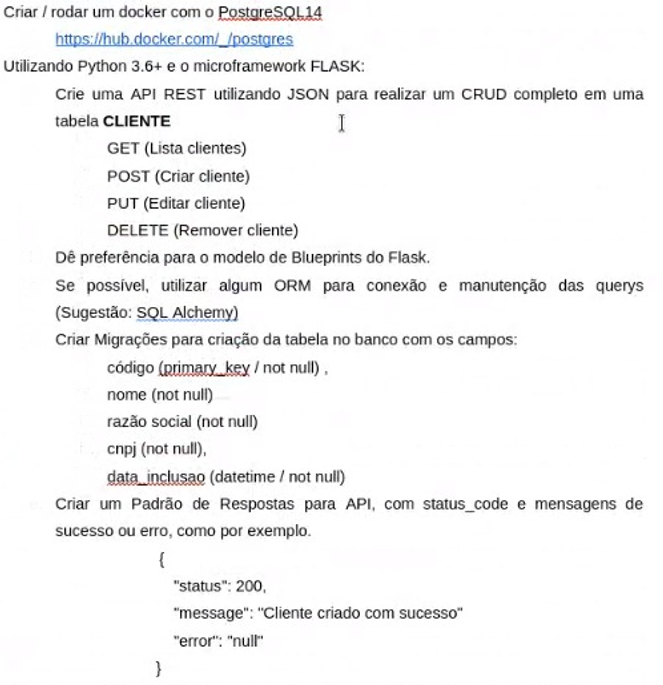 Criar / rodar um docker com o PostgreSQL14
https://hub.docker.com/_/postgres
Utilizando Python 3.6+ e o microframework FLASK:
Crie uma API REST utilizando JSON para realizar um CRUD completo em uma
tabela CLIENTE
GET (Lista clientes)
POST (Criar cliente)
PUT (Editar cliente)
DELETE (Remover cliente)
Dê preferência para o modelo de Blueprints do Flask.
Se possível, utilizar algum ORM para conexão e manutenção das querys
(Sugestão: SQL Alchemy)
Criar Migrações para criação da tabela no banco com os campos:
código (primary_key / not null) ,
nome (not null)
razão social (not null)
cnpj (not null),
data_inclusao (datetime / not null)
Criar um Padrão de Respostas para API, com status_code e mensagens de
sucesso ou erro, como por exemplo.
{
"status": 200,
"message": "Cliente criado com sucesso"
"error": "null"
}